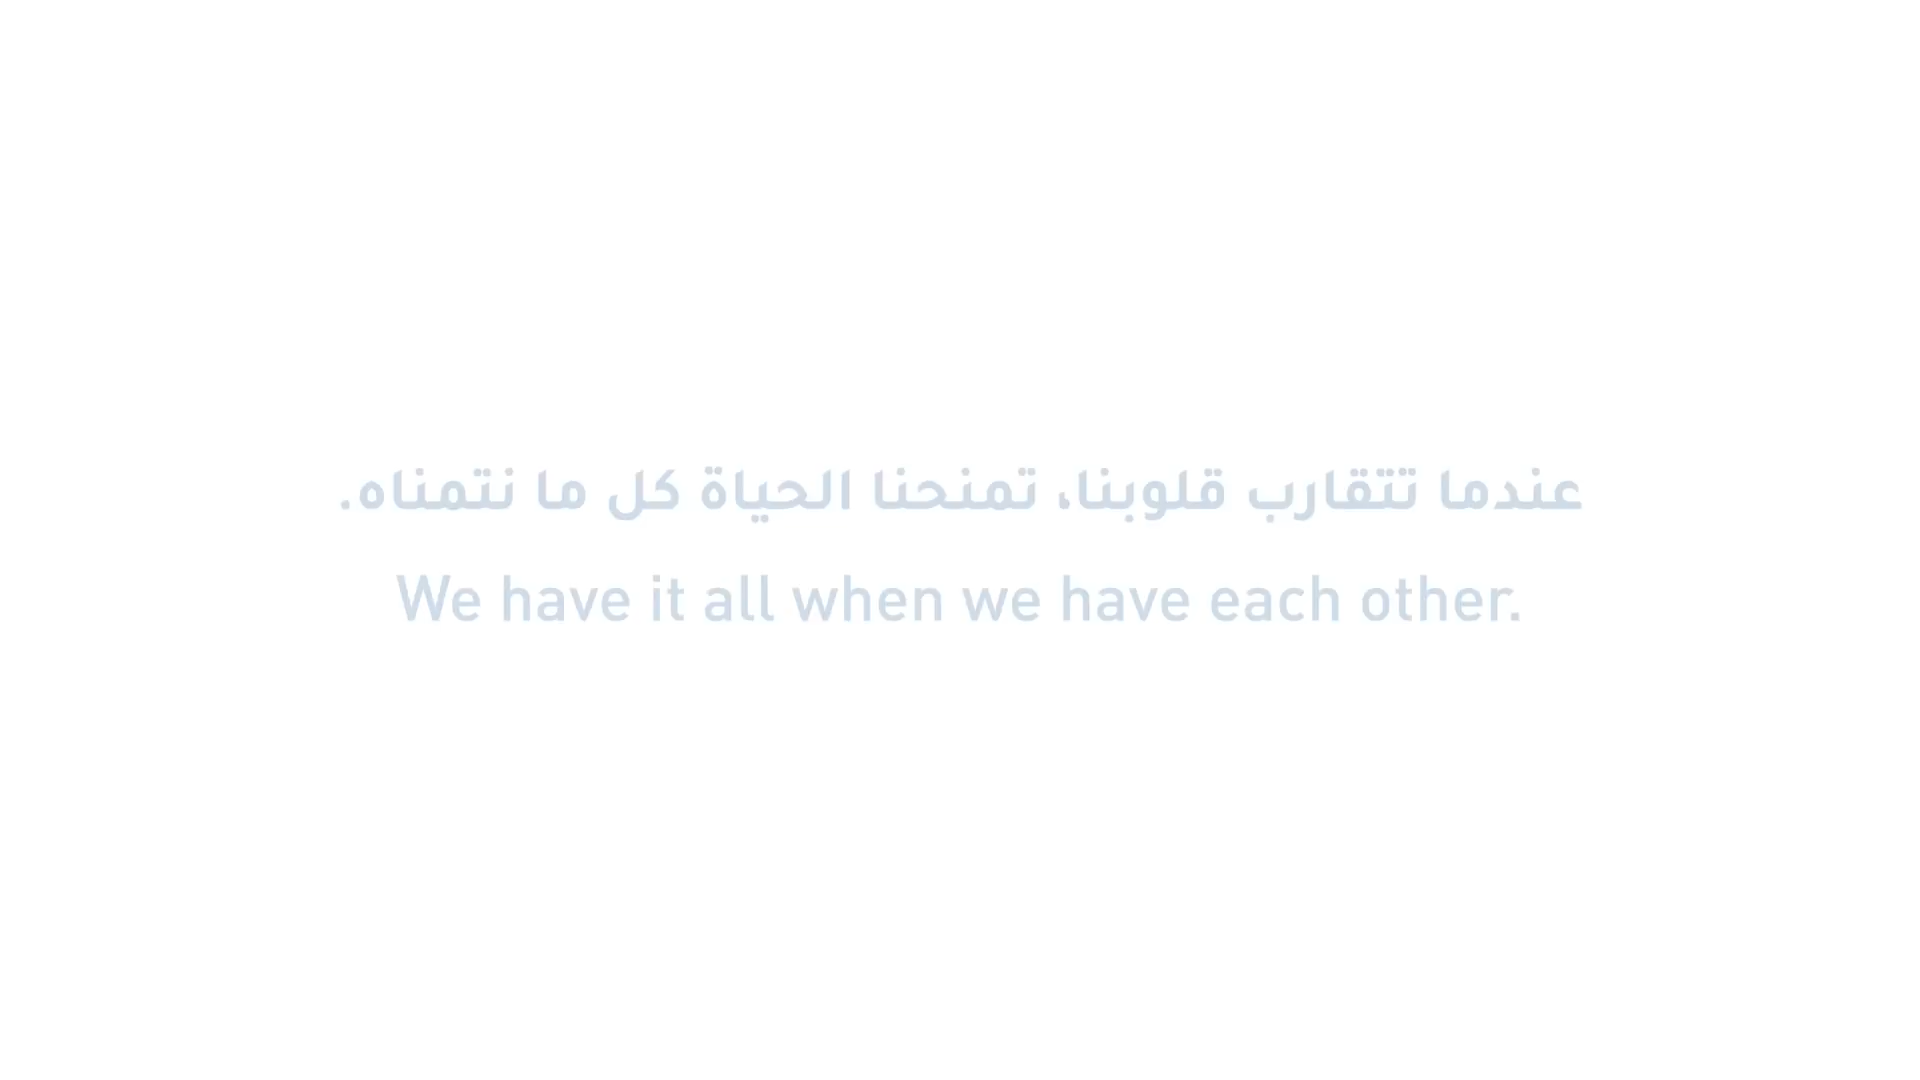 عندما تتقارب قلوبنا، تمنحنا الحياة كل ما نتمناه.
We have it all when we have each other.